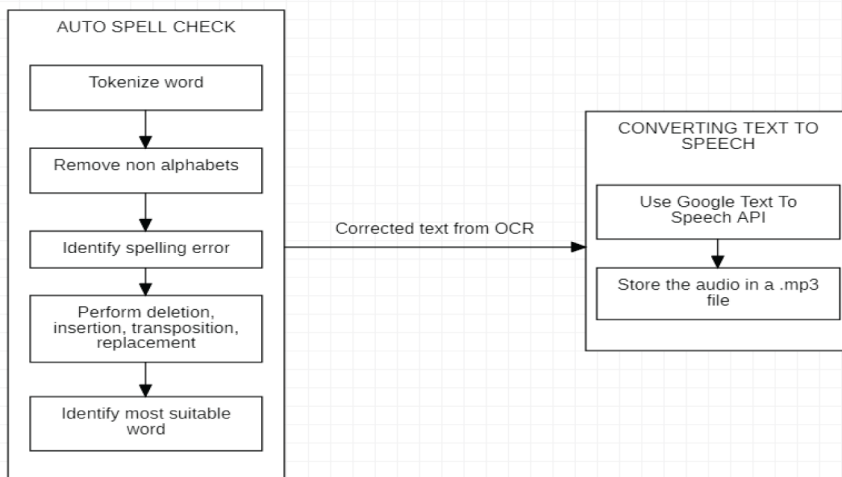 AUTO SPELL CHECK
Tokenize word
Remove non alphabets
Identify spelling error
Perform deletion,
insertion, transposition,
replacement
Identify most suitable
word
Corrected text from OCR
CONVERTING TEXT TO
SPEECH
Use Google Text To
Speech API
Store the audio in a .mp3
file